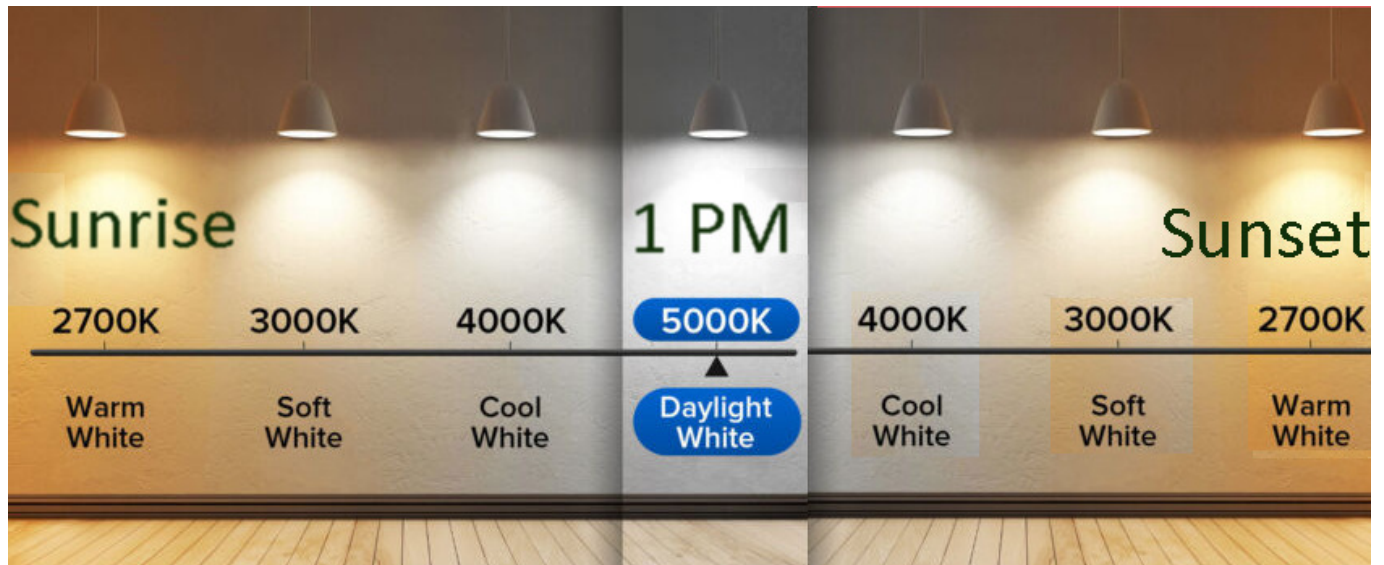 Sunrise
1 PM
Sunset
2700K
3000K
4000K
5000K
4000K
3000K
2700K
Warm
White
Soft
White
Cool
White
Daylight
White
Cool
White
Soft
White
Warm
White